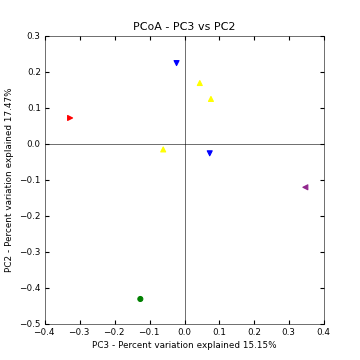 PCoA - PC3 vs PC2
0.3
0.2
0.1
0.0
−0.1
−0.2
−0.3
−0.4
−0.5
PC2 - Percent variation explained 17.47%
−0.4 −0.3 −0.2 −0.1 0.0 0.1 0.2 0.3 0.4
PC3 - Percent variation explained 15.15%